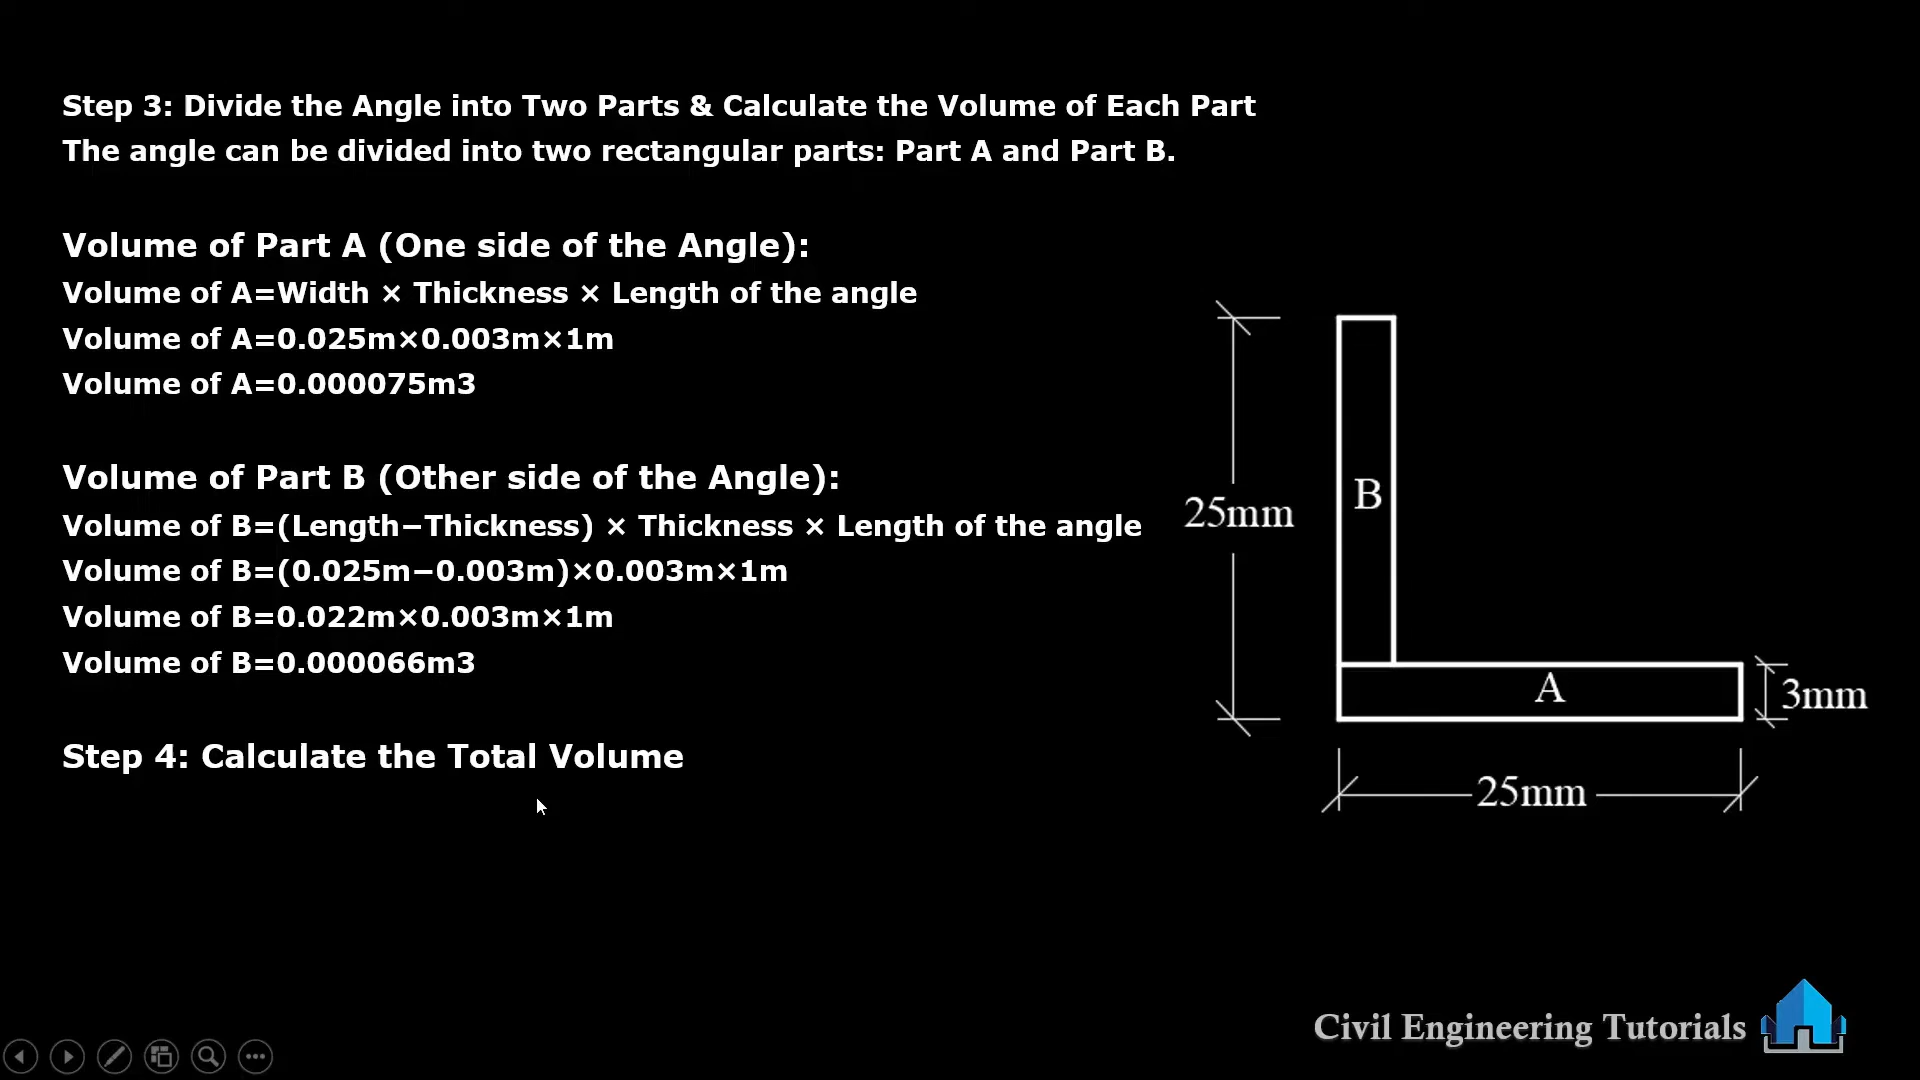 Step 3: Divide the Angle into Two Parts & Calculate the Volume of Each Part
The angle can be divided into two rectangular parts: Part A and Part B.
Volume of Part A (One side of the Angle):
Volume of A=Width × Thickness × Length of the angle
Volume of A=0.025m×0.003m×1m
Volume of A=0.000075m3
Volume of Part B (Other side of the Angle):
Volume of B=(Length−Thickness) × Thickness × Length of the angle
Volume of B=(0.025m−0.003m)×0.003m×1m
Volume of B=0.022m×0.003m×1m
Volume of B=0.000066m3
Step 4: Calculate the Total Volume
B
25mm
A
3mm
25mm
Civil Engineering Tutorials